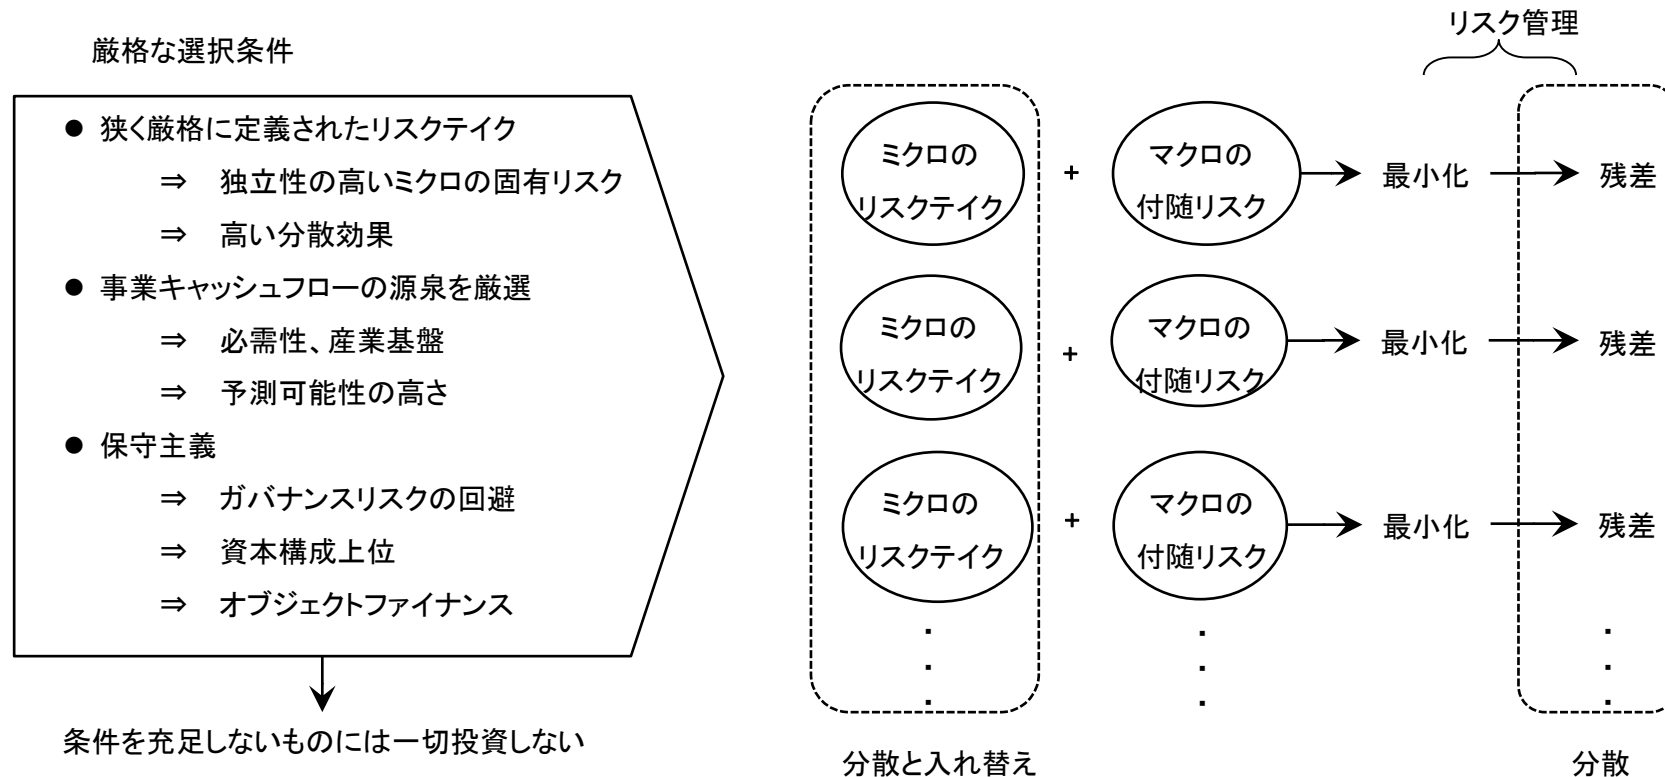 厳格な選択条件
● 狭く厳格に定義されたリスクテイク
⇒ 独立性の高いミクロの固有リスク
⇒ 高い分散効果
● 事業キャッシュフローの源泉を厳選
⇒ 必需性、産業基盤
⇒ 予測可能性の高さ
● 保守主義
⇒ ガバナンスリスクの回避
⇒ 資本構成上位
⇒ オブジェクトファイナンス
条件を充足しないものには一切投資しない
リスク管理
ミクロの
リスクテイク
+
マクロの
付随リスク
最小化
残差
ミクロの
リスクテイク
+
マクロの
付随リスク
最小化
残差
ミクロの
リスクテイク
+
マクロの
付随リスク
最小化
残差
分散と入れ替え
分散